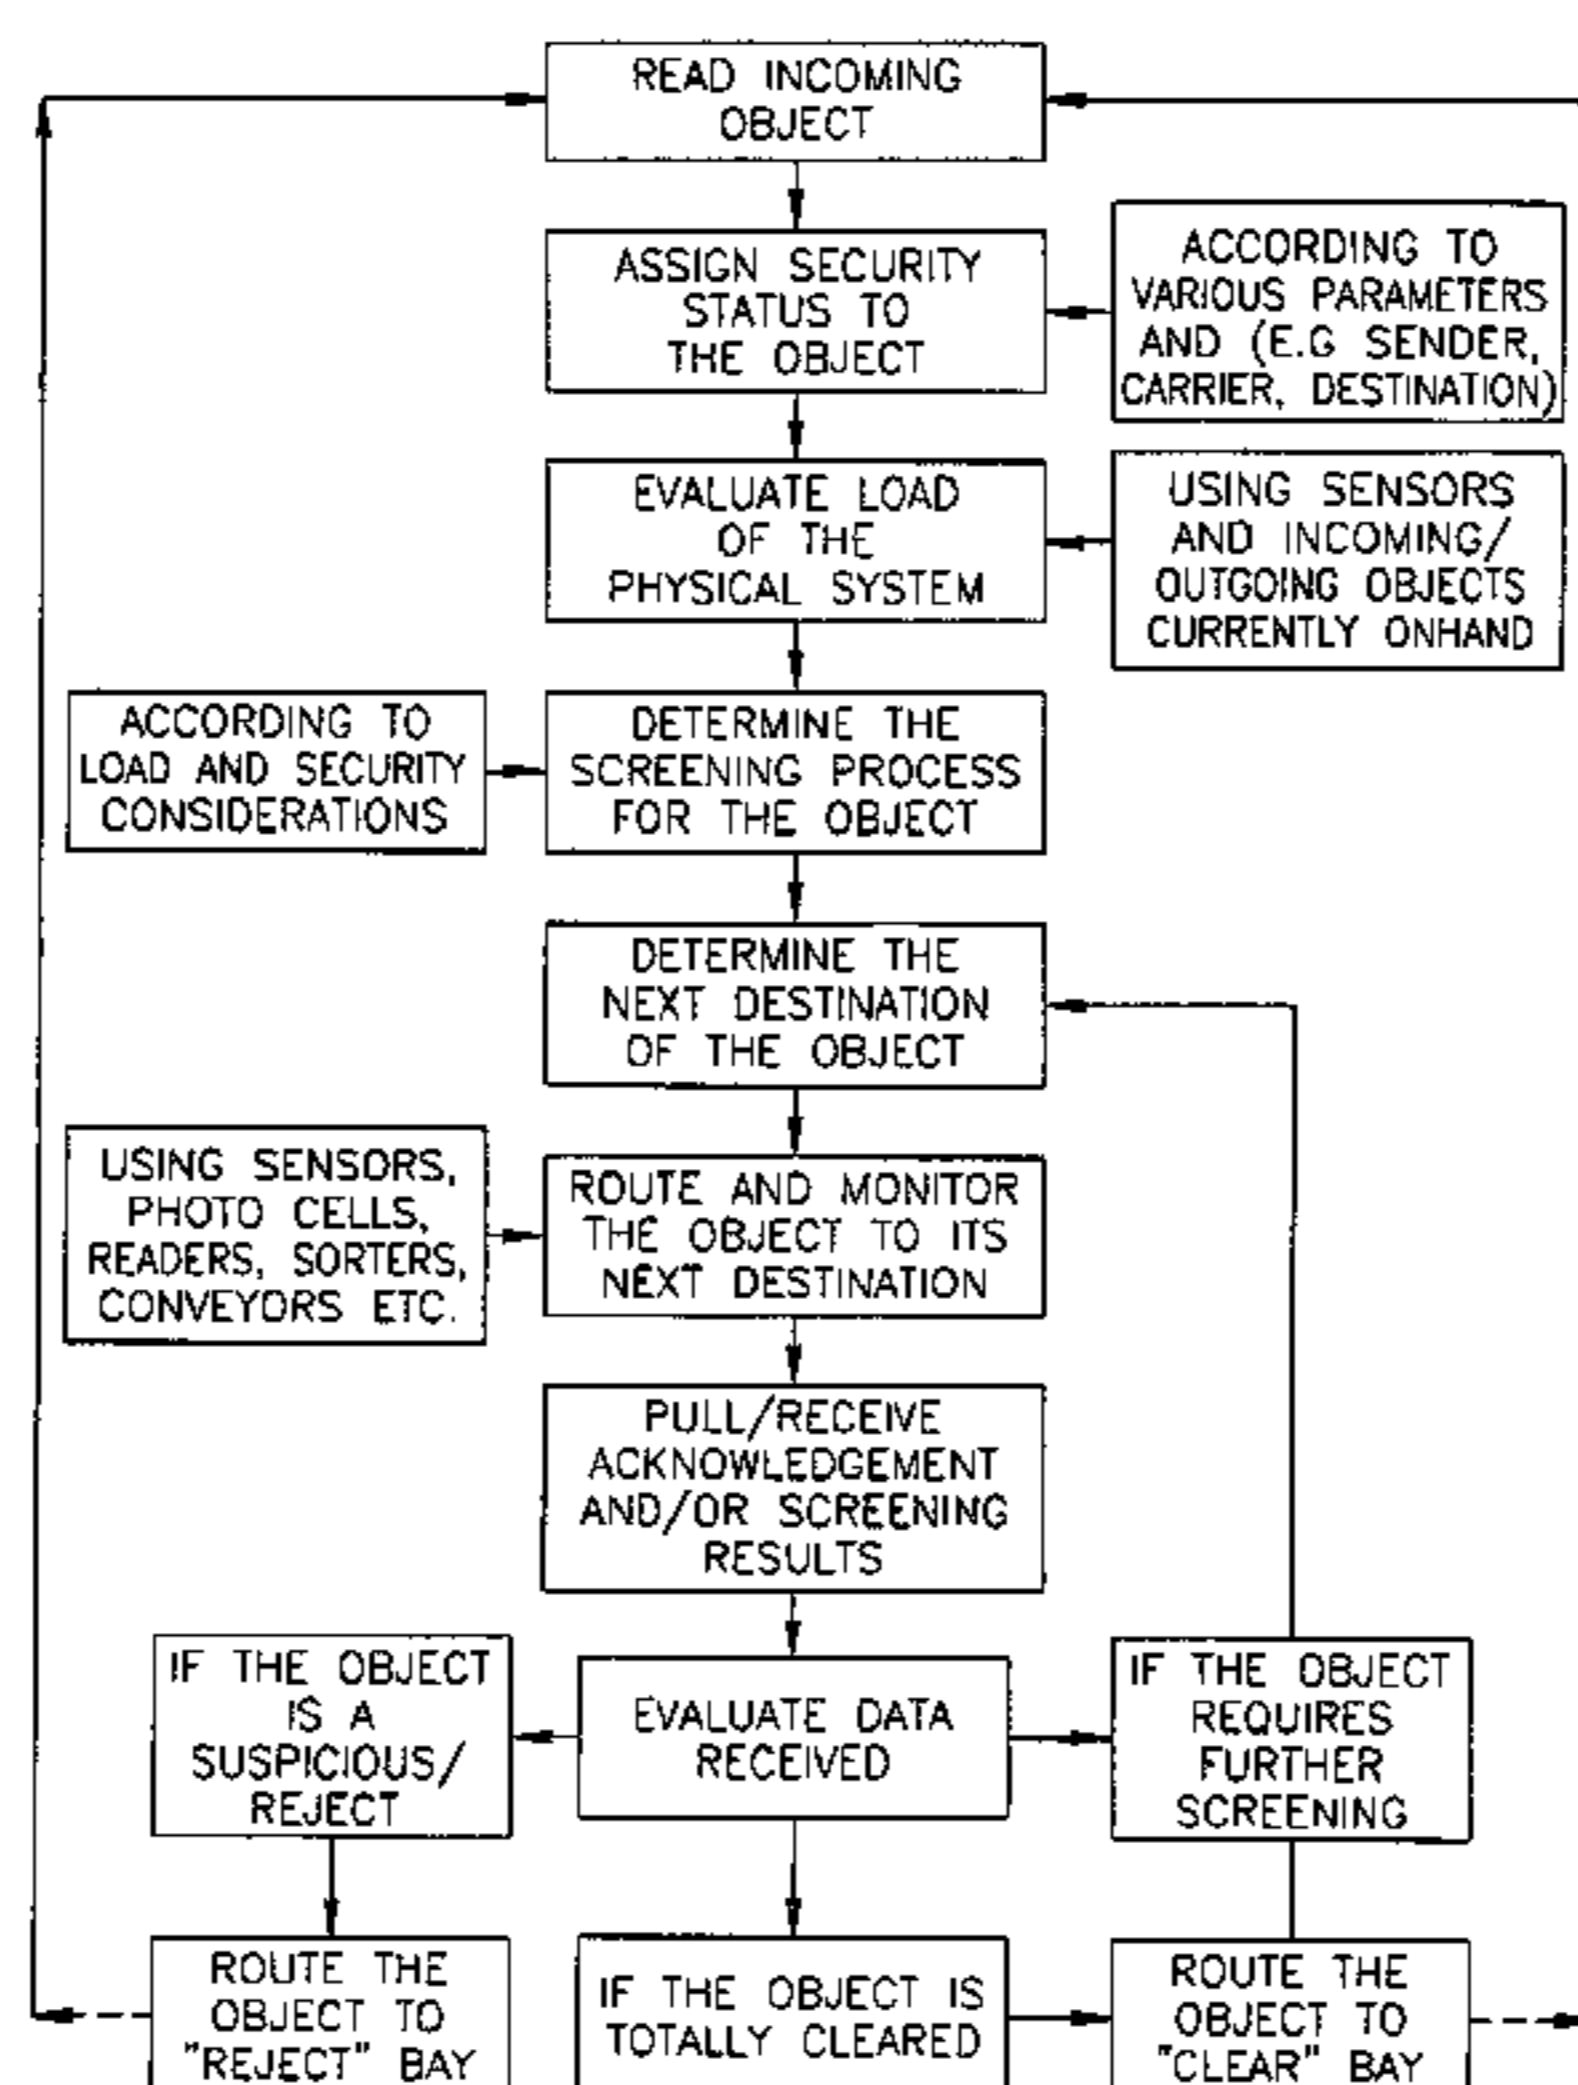 READ INCOMING
OBJECT
ASSIGN SECURITY
STATUS TO
THE OBJECT
ACCORDING TO
VARIOUS PARAMETERS
AND (E.G SENDER,
CARRIER, DESTINATION)
EVALUATE LOAD
OF THE
PHYSICAL SYSTEM
USING SENSORS
AND INCOMING/
OUTGOING OBJECTS
CURRENTLY ONHAND
ACCORDING TO
LOAD AND SECURITY
CONSIDERATIONS
DETERMINE THE
SCREENING PROCESS
FOR THE OBJECT
DETERMINE THE
NEXT DESTINATION
OF THE OBJECT
USING SENSORS,
PHOTO CELLS,
READERS, SORTERS,
CONVEYORS ETC.
ROUTE AND MONITOR
THE OBJECT TO ITS
NEXT DESTINATION
PULL/RECEIVE
ACKNOWLEDGEMENT
AND/OR SCREENING
RESULTS
IF THE OBJECT
IS A
SUSPICIOUS/
REJECT
EVALUATE DATA
RECEIVED
IF THE OBJECT
REQUIRES
FURTHER
SCREENING
ROUTE THE
OBJECT TO
"REJECT" BAY
IF THE OBJECT IS
TOTALLY CLEARED
ROUTE THE
OBJECT TO
"CLEAR" BAY